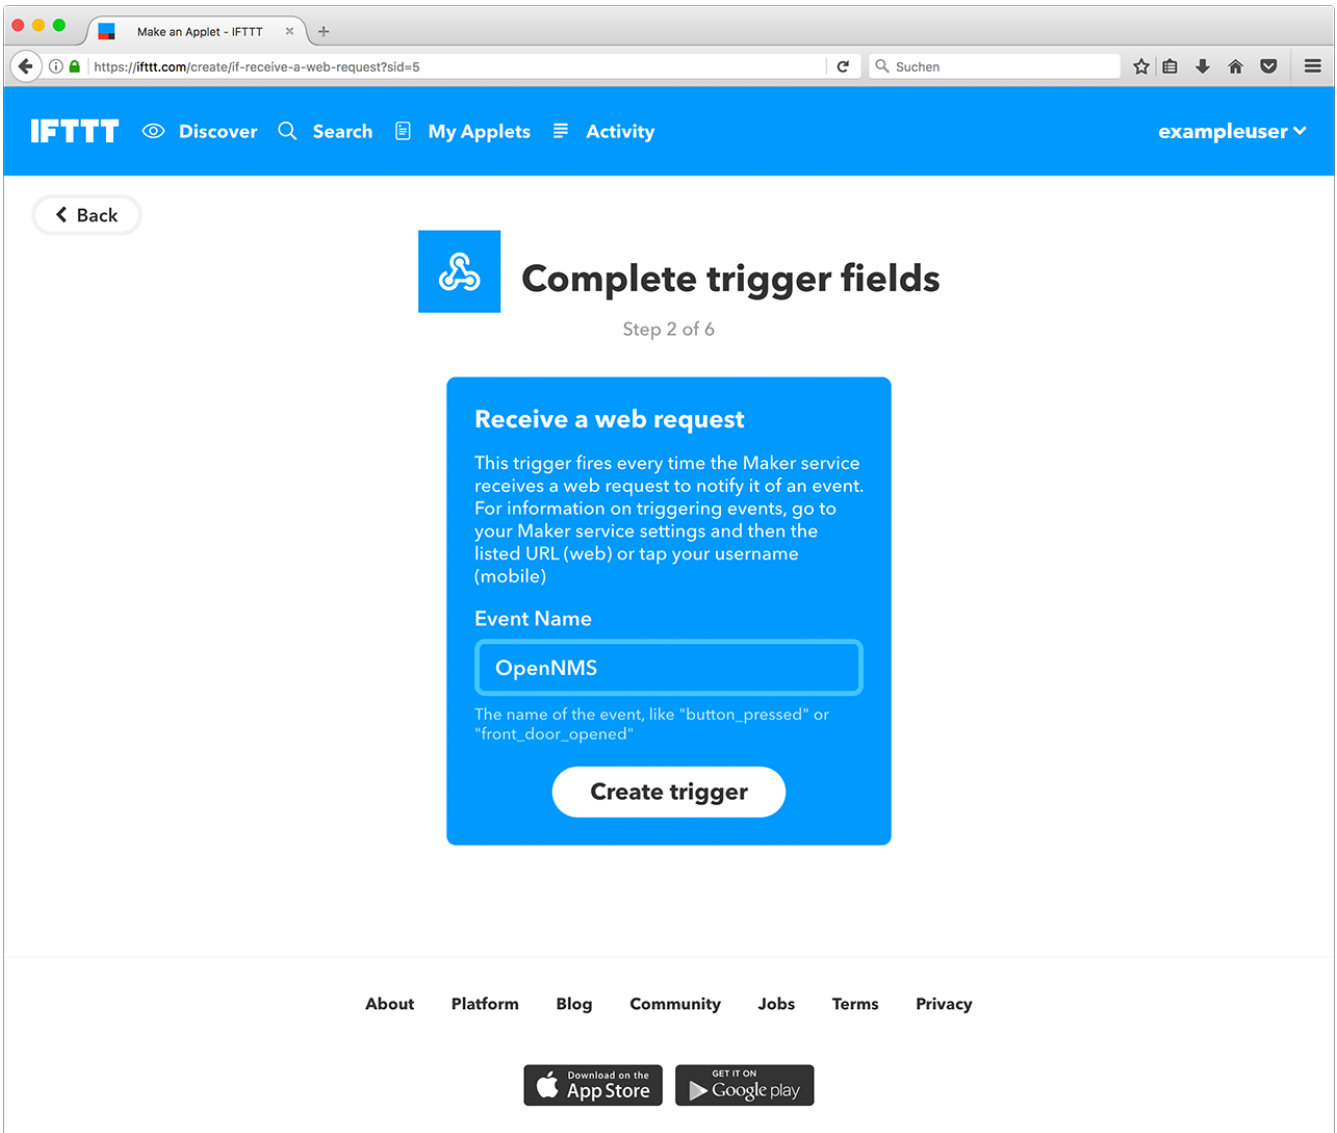 Make an Applet - IFTTT
https://ifttt.com/create/if-receive-a-web-request?sid=5
Suchen
IFTTT Discover Search My Applets Activity exampleuser
Back
Complete trigger fields
Step 2 of 6
Receive a web request
This trigger fires every time the Maker service
receives a web request to notify it of an event.
For information on triggering events, go to
your Maker service settings and then the
listed URL (web) or tap your username
(mobile)
Event Name
OpenNMS
The name of the event, like "button_pressed" or
"front_door_opened"
Create trigger
About Platform Blog Community Jobs Terms Privacy
Download on the
App Store
GET IT ON
Google play